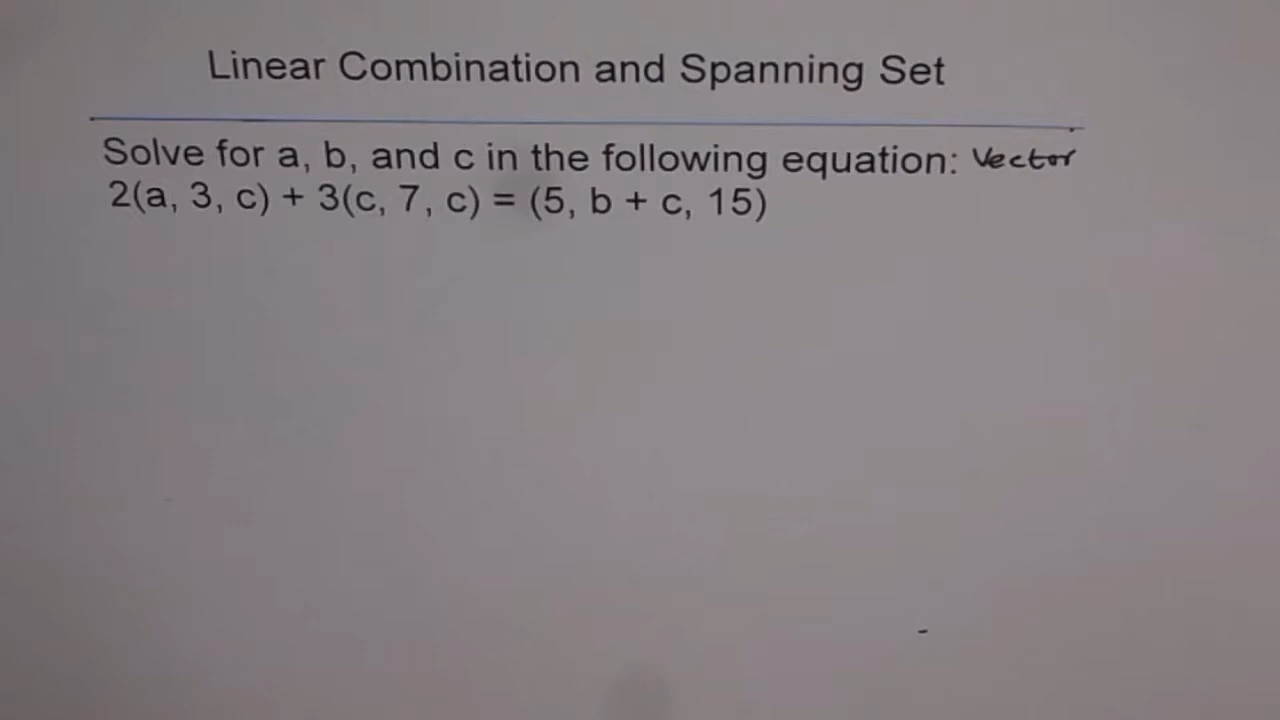 Linear Combination and Spanning Set
Solve for a, b, and c in the following equation: Vector
2(a, 3, c) + 3(c, 7, c) = (5, b + c, 15)